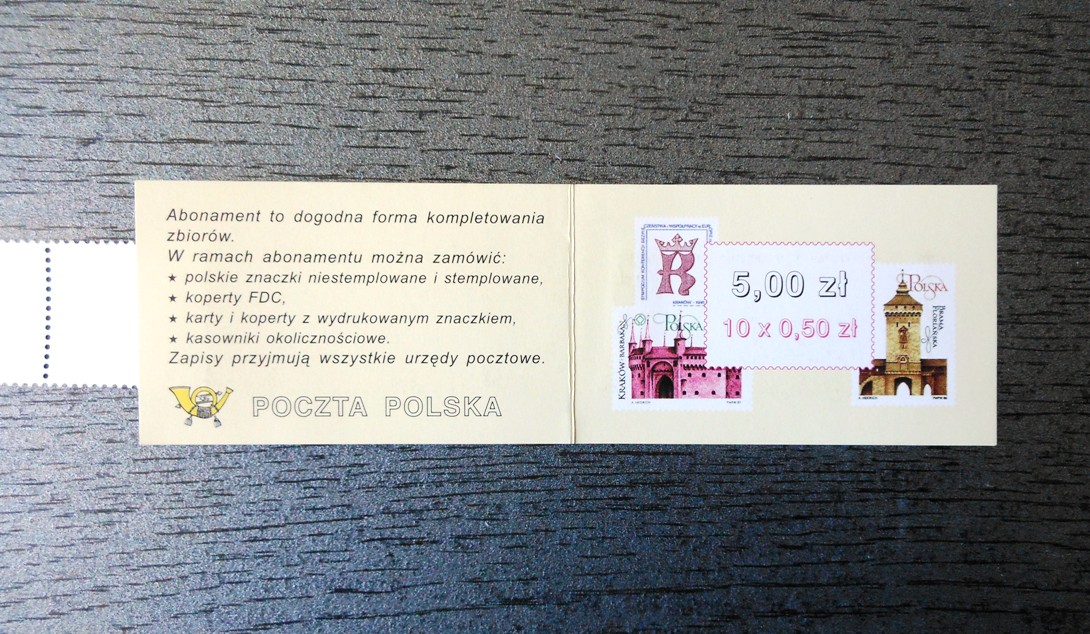 Abonament to dogodna forma kompletowania
zbiorów.
W ramach abonamentu można zamówić:
★ polskie znaczki niestemplowane i stemplowane,
★ koperty FDC,
★ karty i koperty z wydrukowanym znaczkiem,
★ kasowniki okolicznościowe.
Zapisy przyjmują wszystkie urzędy pocztowe.
POCZTA POLSKA
R
KRAKÓW
5,00 zł
10 x 0,50 zł
POLSKA
KRAKÓW-BARBAKAN
POLSKA
BRAMA
FLORIAŃSKA